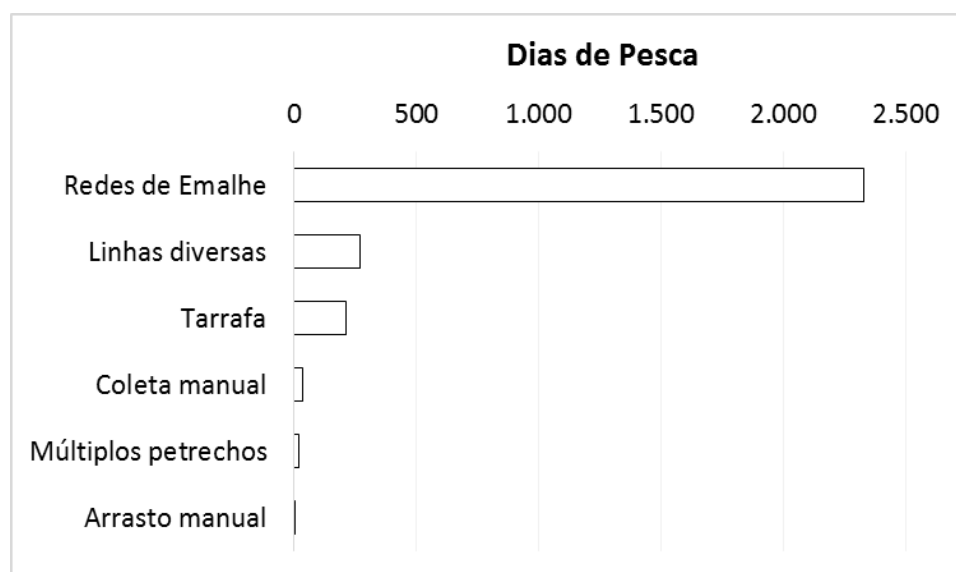 Dias de Pesca
0 500 1.000 1.500 2.000 2.500
Redes de Emalhe
Linhas diversas
Tarrafa
Coleta manual
Múltiplos petrechos
Arrasto manual